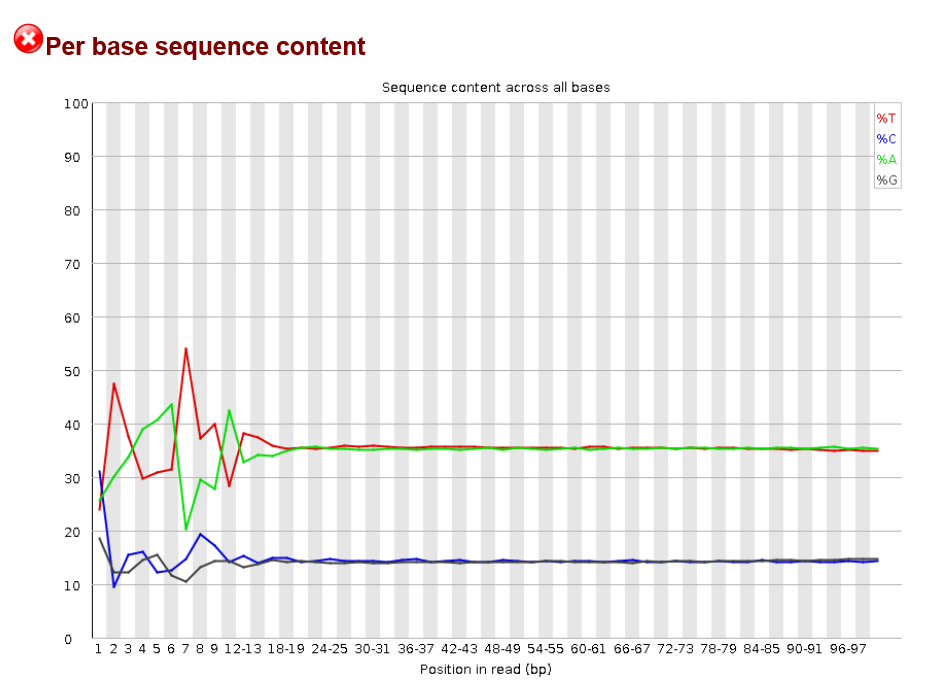 Per base sequence content
Sequence content across all bases
100
90
80
70
60
50
40
30
20
10
0
%T
%C
%A
%G
1 2 3 4 5 6 7 8 9 12-13 18-19 24-25 30-31 36-37 42-43 48-49 54-55 60-61 66-67 72-73 78-79 84-85 90-91 96-97
Position in read (bp)